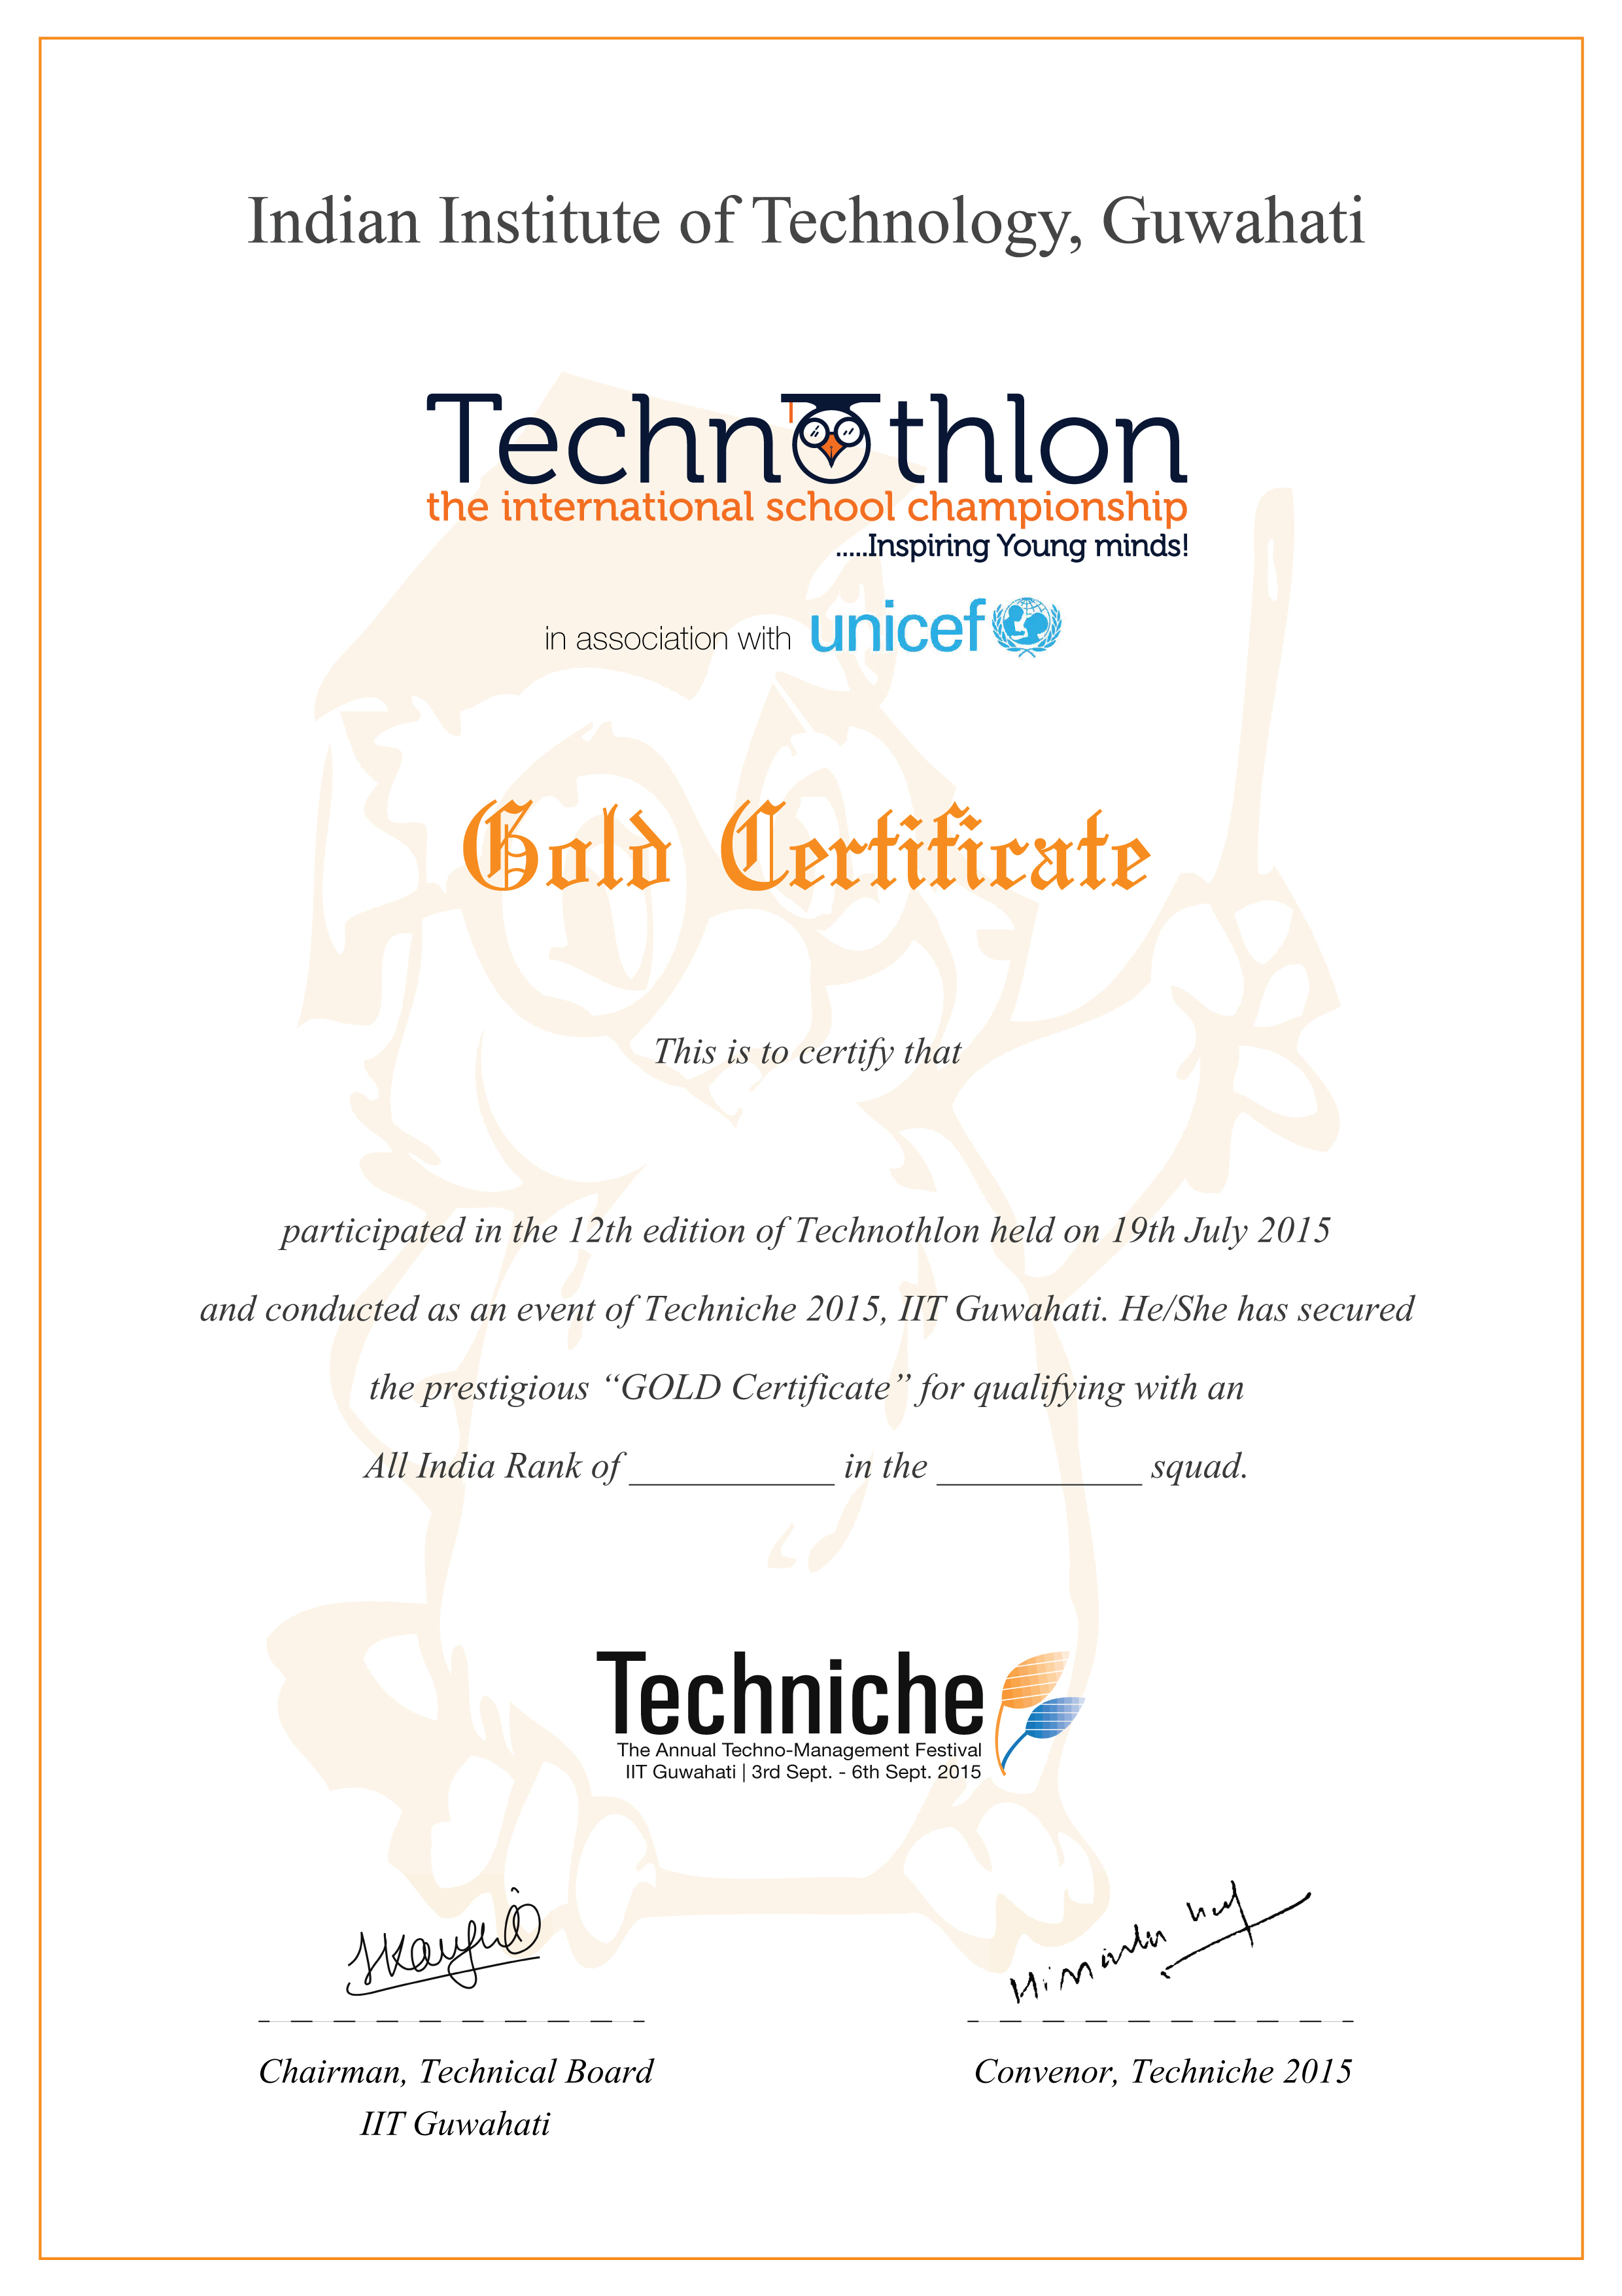 Indian Institute of Technology, Guwahati
Technothlon
the international school championship
.....Inspiring Young minds!
in association with unicef
Gold Certificate
This is to certify that
participated in the 12th edition of Technothlon held on 19th July 2015
and conducted as an event of Techniche 2015, IIT Guwahati. He/She has secured
the prestigious “GOLD Certificate” for qualifying with an
All India Rank of ___________ in the ___________ squad.
Techniche
The Annual Techno-Management Festival
IIT Guwahati | 3rd Sept. - 6th Sept. 2015
Chairman, Technical Board
IIT Guwahati
Convenor, Techniche 2015